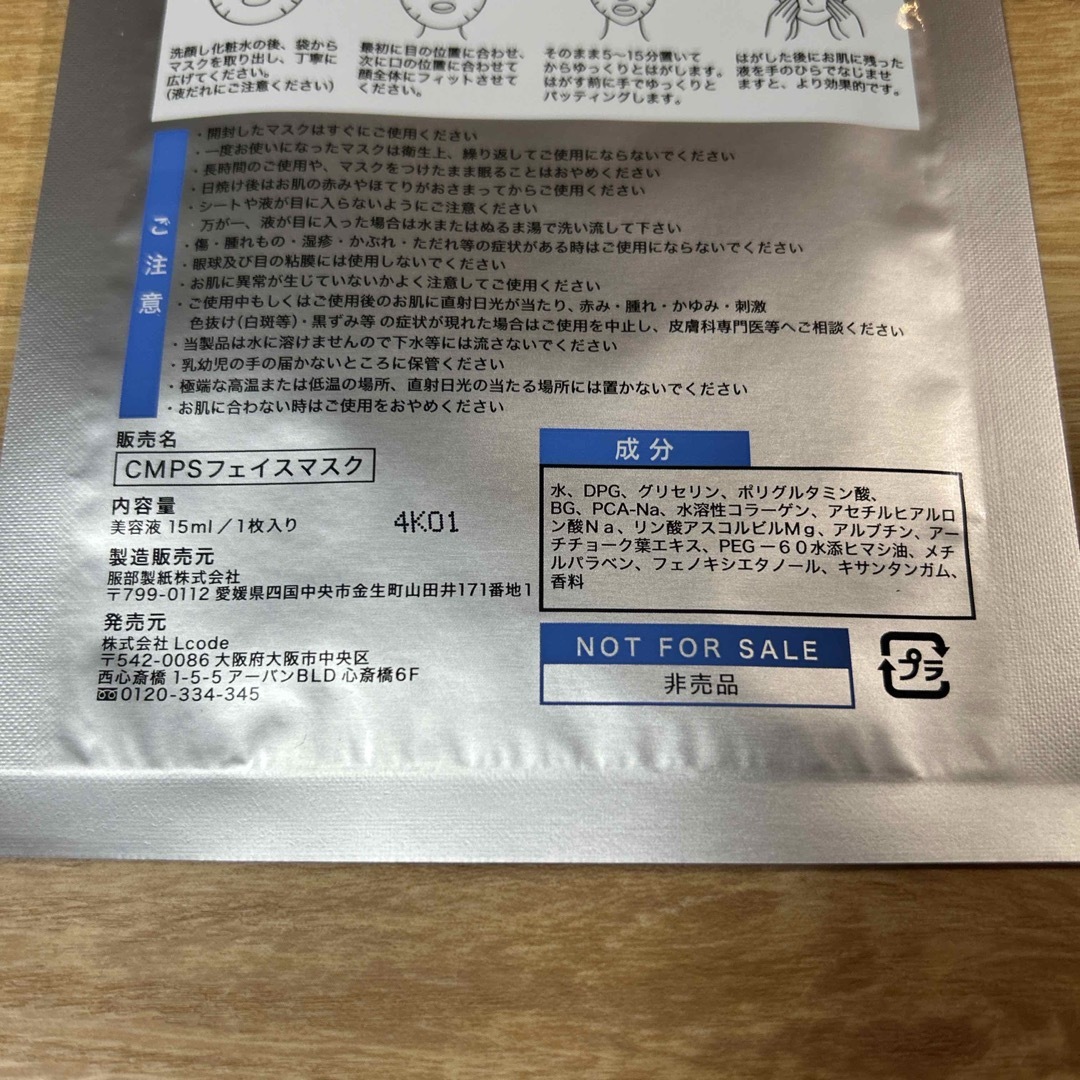 洗顔し化粧水の後、袋から
マスクを取り出し、丁寧に
広げてください。
(液だれにご注意ください)
最初に目の位置に合わせ、
次に口の位置に合わせて
顔全体にフィットさせて
ください。
そのまま5〜15分置いて
からゆっくりとはがします。
はがす前に手でゆっくりと
パッティングします。
はがした後にお肌に残った
液を手のひらでなじませ
ますと、より効果的です。
ご注意
・開封したマスクはすぐにご使用ください
・一度お使いになったマスクは衛生上、繰り返してご使用にならないでください
・長時間のご使用や、マスクをつけたまま眠ることはおやめください
・日焼け後はお肌の赤みやほてりがおさまってからご使用ください
・シートや液が目に入らないようにご注意ください
万が一、液が目に入った場合は水またはぬるま湯で洗い流して下さい
・傷・腫れもの・湿疹・かぶれ・ただれ等の症状がある時はご使用にならないでください
・眼球及び目の粘膜には使用しないでください
・お肌に異常が生じていないかよく注意してご使用ください
・ご使用中もしくはご使用後のお肌に直射日光が当たり、赤み・腫れ・かゆみ・刺激
色抜け(白斑等)・黒ずみ等 の症状が現れた場合はご使用を中止し、皮膚科専門医等へご相談ください
・当製品は水に溶けませんので下水等には流さないでください
・乳幼児の手の届かないところに保管ください
・極端な高温または低温の場所、直射日光の当たる場所には置かないでください
・お肌に合わない時はご使用をおやめください
販売名
CMPSフェイスマスク
内容量
美容液 15ml／1枚入り
4K01
製造販売元
服部製紙株式会社
〒799-0112 愛媛県四国中央市金生町山田井171番地1
発売元
株式会社 Lcode
〒542-0086 大阪府大阪市中央区
西心斎橋 1-5-5 アーバンBLD 心斎橋6F
0120-334-345
成分
水、DPG、グリセリン、ポリグルタミン酸、
BG、PCA-Na、水溶性コラーゲン、アセチルヒアルロ
ン酸Ｎａ、リン酸アスコルビルＭｇ、アルブチン、アー
チチョーク葉エキス、PEG－６０水添ヒマシ油、メチ
ルパラベン、フェノキシエタノール、キサンタンガム、
香料
NOT FOR SALE
非売品
プラ